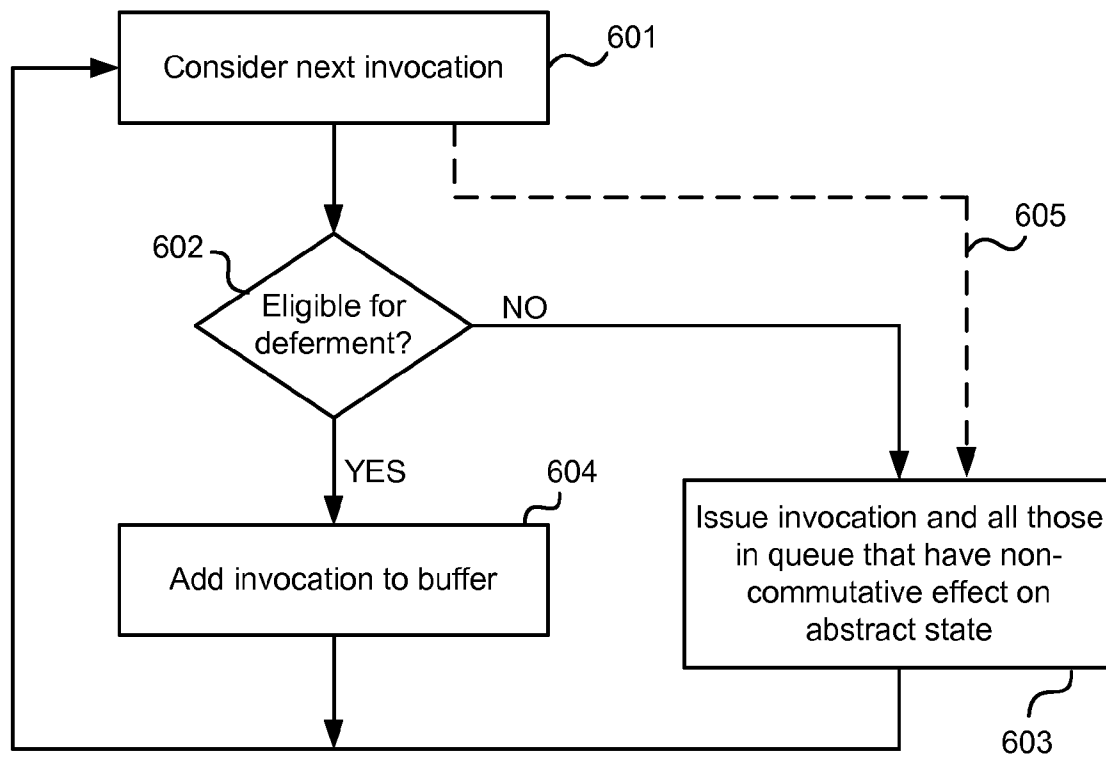 Consider next invocation
601
605
602
Eligible for
deferment?
NO
YES
604
Add invocation to buffer
Issue invocation and all those
in queue that have non-
commutative effect on
abstract state
603